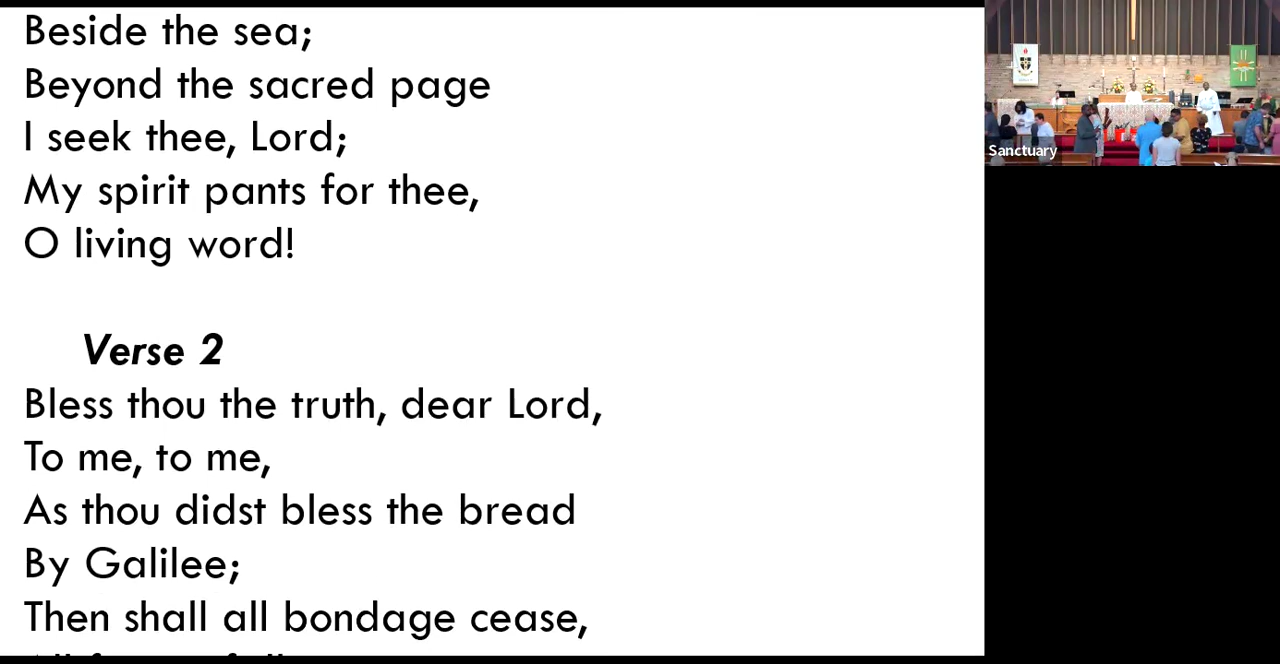 Beside the sea;
Beyond the sacred page
I seek thee, Lord;
My spirit pants for thee,
O living word!
Verse 2
Bless thou the truth, dear Lord,
To me, to me,
As thou didst bless the bread
By Galilee;
Then shall all bondage cease,
Sanctuary